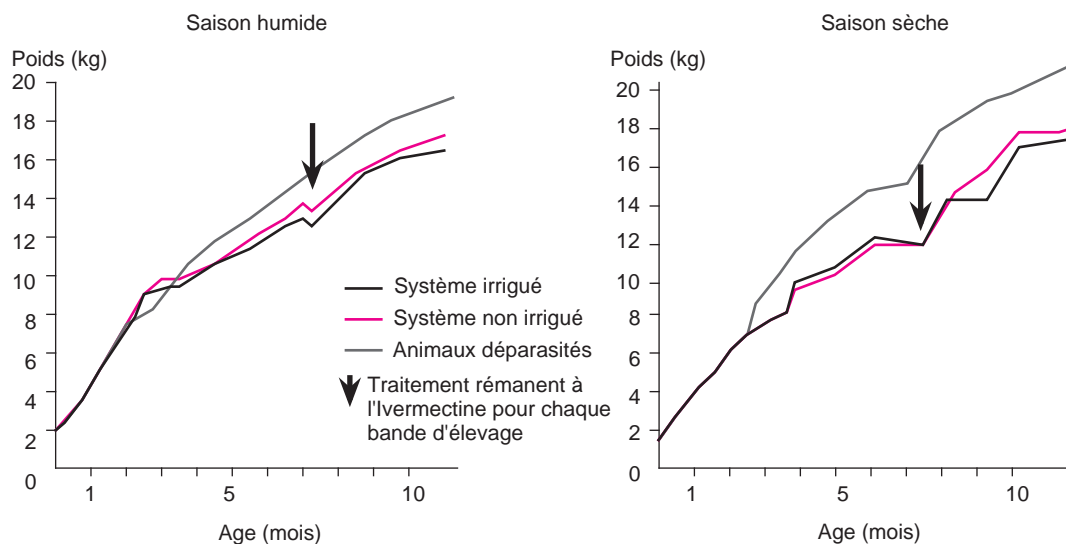 Saison humide
Poids (kg)
20
18
16
14
12
10
8
6
4
2
0
1
5
10
Age (mois)
Système irrigué
Système non irrigué
Animaux déparasités
Traitement rémanent à
l'Ivermectine pour chaque
bande d'élevage
Saison sèche
Poids (kg)
20
18
16
14
12
10
8
6
4
2
0
1
5
10
Age (mois)